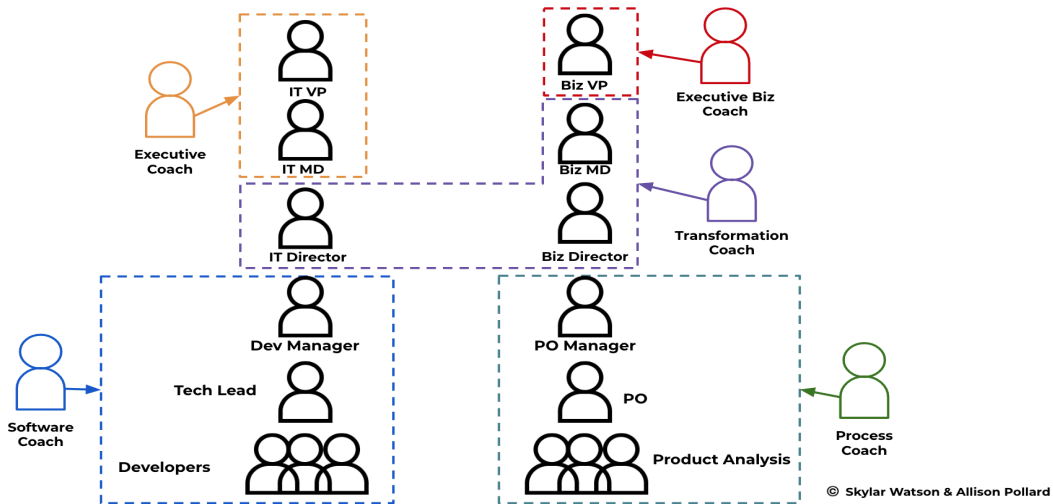 IT VP
Biz VP
Executive Biz
Coach
Executive
Coach
IT MD
Biz MD
Transformation
Coach
IT Director
Biz Director
Dev Manager
PO Manager
Tech Lead
PO
Software
Coach
Process
Coach
Developers
Product Analysis
© Skylar Watson & Allison Pollard